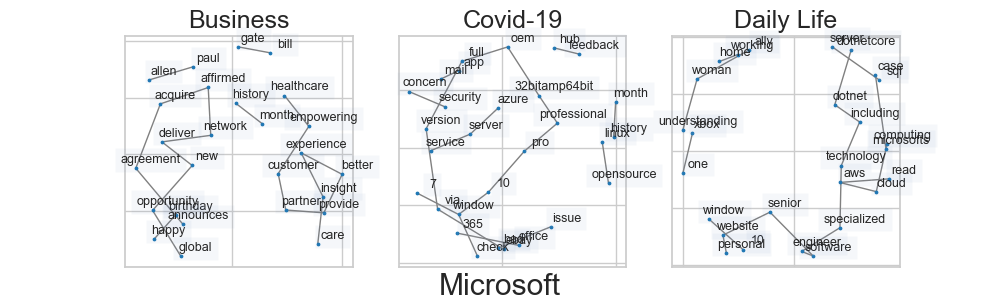 Business
Covid-19
Daily Life
gate
bill
paul
allen
affirmed
acquire
healthcare
history
month
empowering
network
deliver
experience
agreement
new
customer
better
insight
opportunity
birthday
announces
partner
provide
happy
global
care
oem
hub
feedback
full
app
mail
concern
security
azure
32bitamp64bit
month
version
server
professional
history
linux
service
pro
opensource
7
10
via
window
365
issue
office
check
ally
working
home
server
dotnetcore
woman
case
sql
dotnet
including
understanding
xbox
computing
microsofts
one
technology
aws
read
cloud
window
senior
website
specialized
10
personal
engineer
software
Microsoft